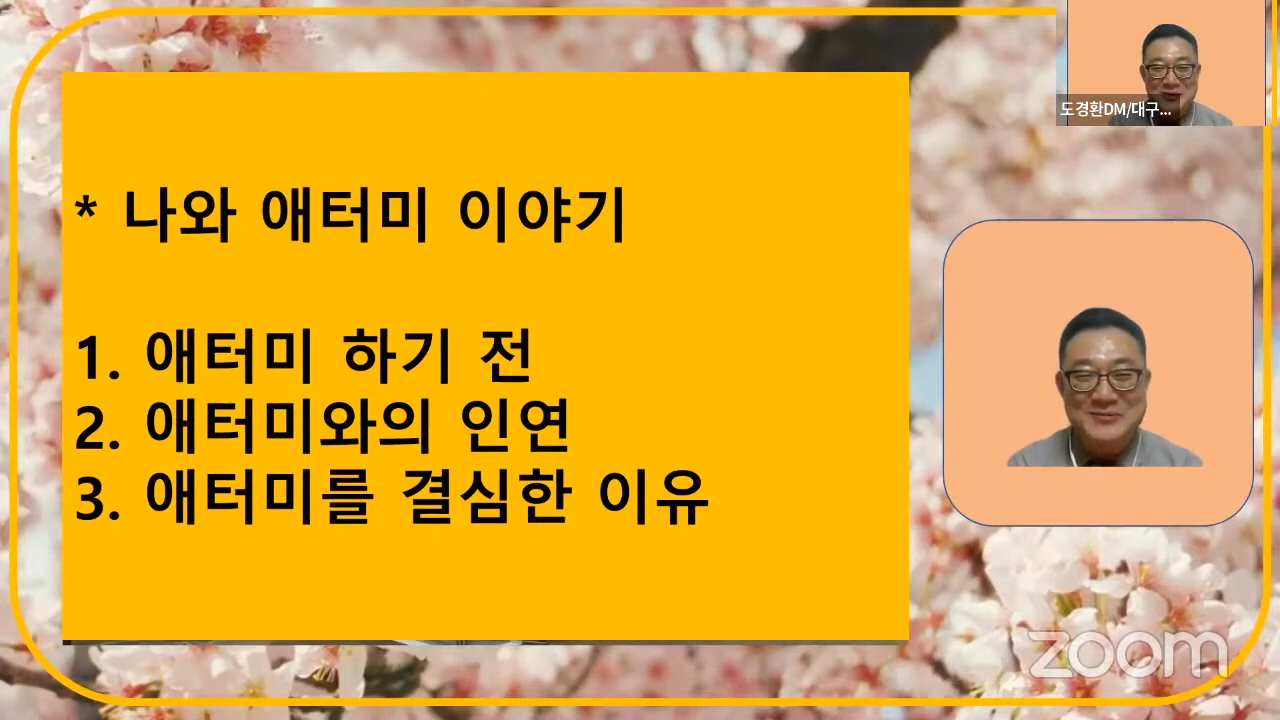 * 나와 애터미 이야기
1. 애터미 하기 전
2. 애터미와의 인연
3. 애터미를 결심한 이유
도경환DM/대구...
zoom